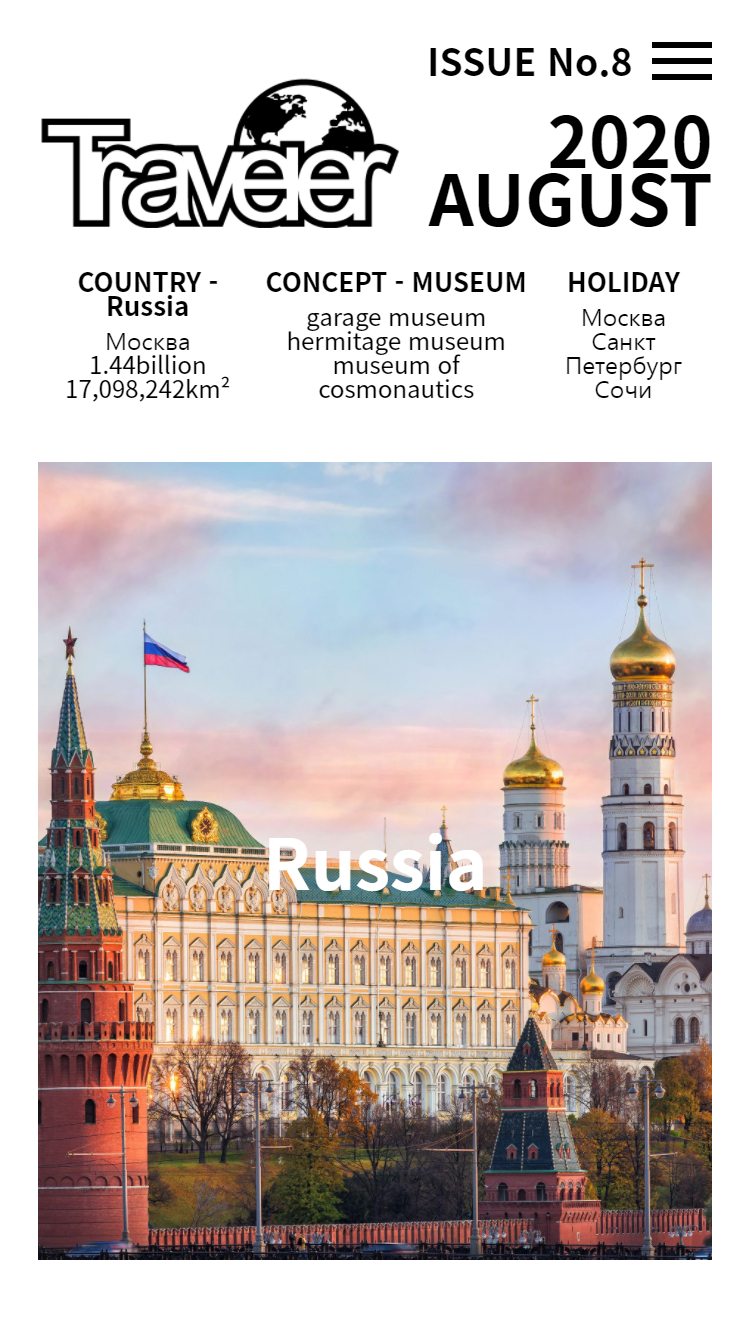 ISSUE No.8
Traveler
2020
AUGUST
COUNTRY -
Russia
Москва
1.44billion
17,098,242km²
CONCEPT - MUSEUM
garage museum
hermitage museum
museum of
cosmonautics
HOLIDAY
Москва
Санкт
Петербург
Сочи
Russia